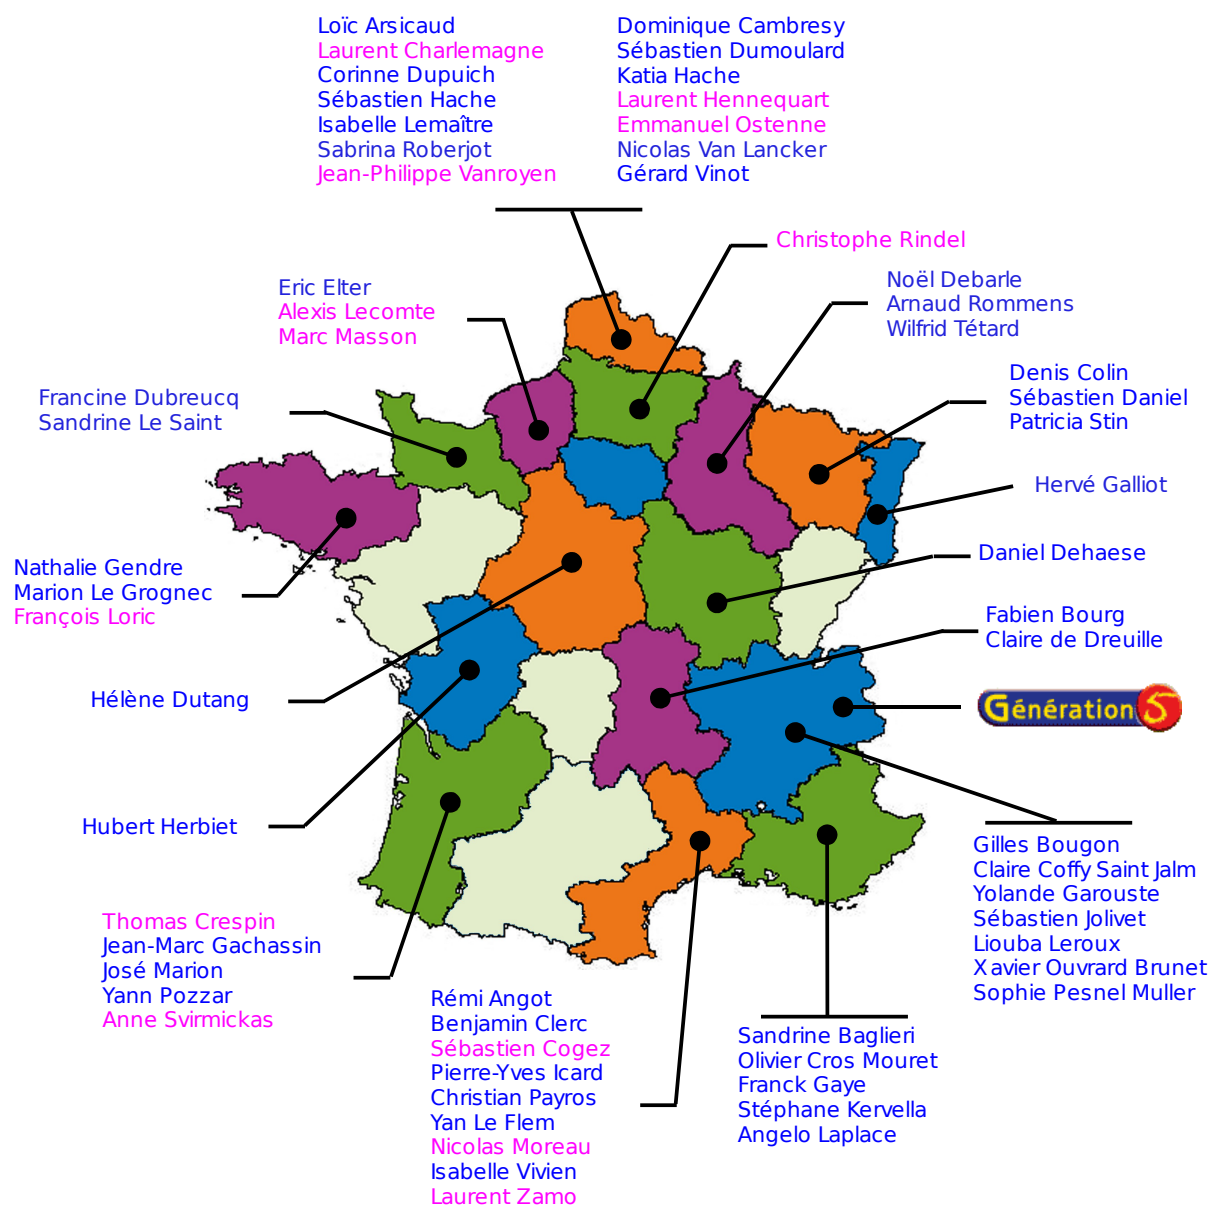 Loïc Arsicaud
Laurent Charlemagne
Corinne Dupuich
Sébastien Hache
Isabelle Lemaître
Sabrina Roberjot
Jean-Philippe Vanroyen
Dominique Cambresy
Sébastien Dumoulard
Katia Hache
Laurent Hennequart
Emmanuel Ostenne
Nicolas Van Lancker
Gérard Vinot
Christophe Rindel
Eric Elter
Alexis Lecomte
Marc Masson
Noël Debarle
Arnaud Rommens
Wilfrid Tétard
Francine Dubreucq
Sandrine Le Saint
Denis Colin
Sébastien Daniel
Patricia Stin
Hervé Galliot
Nathalie Gendre
Marion Le Grognec
François Loric
Daniel Dehaese
Fabien Bourg
Claire de Dreuille
Hélène Dutang
Génération 5
Hubert Herbiet
Gilles Bougon
Claire Coffy Saint Jalm
Yolande Garouste
Sébastien Jolivet
Liouba Leroux
Xavier Ouvrard Brunet
Sophie Pesnel Muller
Thomas Crespin
Jean-Marc Gachassin
José Marion
Yann Pozzar
Anne Svirmickas
Rémi Angot
Benjamin Clerc
Sébastien Cogez
Pierre-Yves Icard
Christian Payros
Yan Le Flem
Nicolas Moreau
Isabelle Vivien
Laurent Zamo
Sandrine Baglieri
Olivier Cros Mouret
Franck Gaye
Stéphane Kervella
Angelo Laplace